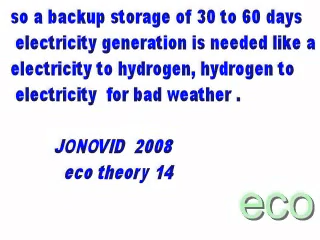 so a backup storage of 30 to 60 days
electricity generation is needed like a
electricity to hydrogen, hydrogen to
electricity for bad weather .
JONOVID 2008
eco theory 14
eco